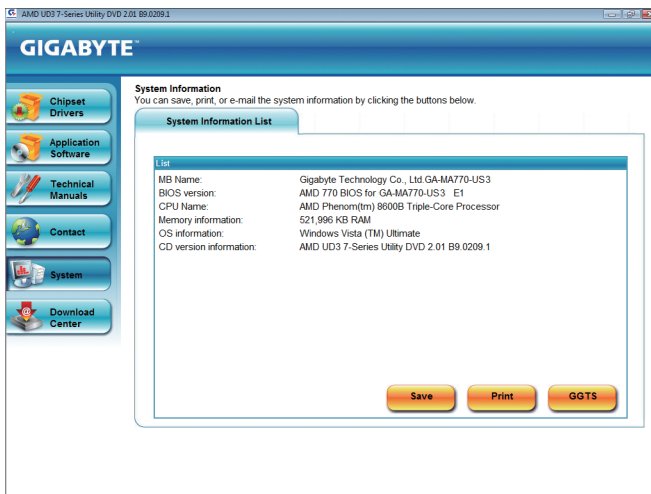 AMD UD3 7-Series Utility DVD 2.01 B9.0209.1
GIGABYTE™
Chipset
Drivers
Application
Software
Technical
Manuals
Contact
System
Download
Center
System Information
You can save, print, or e-mail the system information by clicking the buttons below.
System Information List
List
MB Name: Gigabyte Technology Co., Ltd.GA-MA770-US3
BIOS version: AMD 770 BIOS for GA-MA770-US3 E1
CPU Name: AMD Phenom(tm) 8600B Triple-Core Processor
Memory information: 521,996 KB RAM
OS information: Windows Vista (TM) Ultimate
CD version information: AMD UD3 7-Series Utility DVD 2.01 B9.0209.1
Save Print GGTS